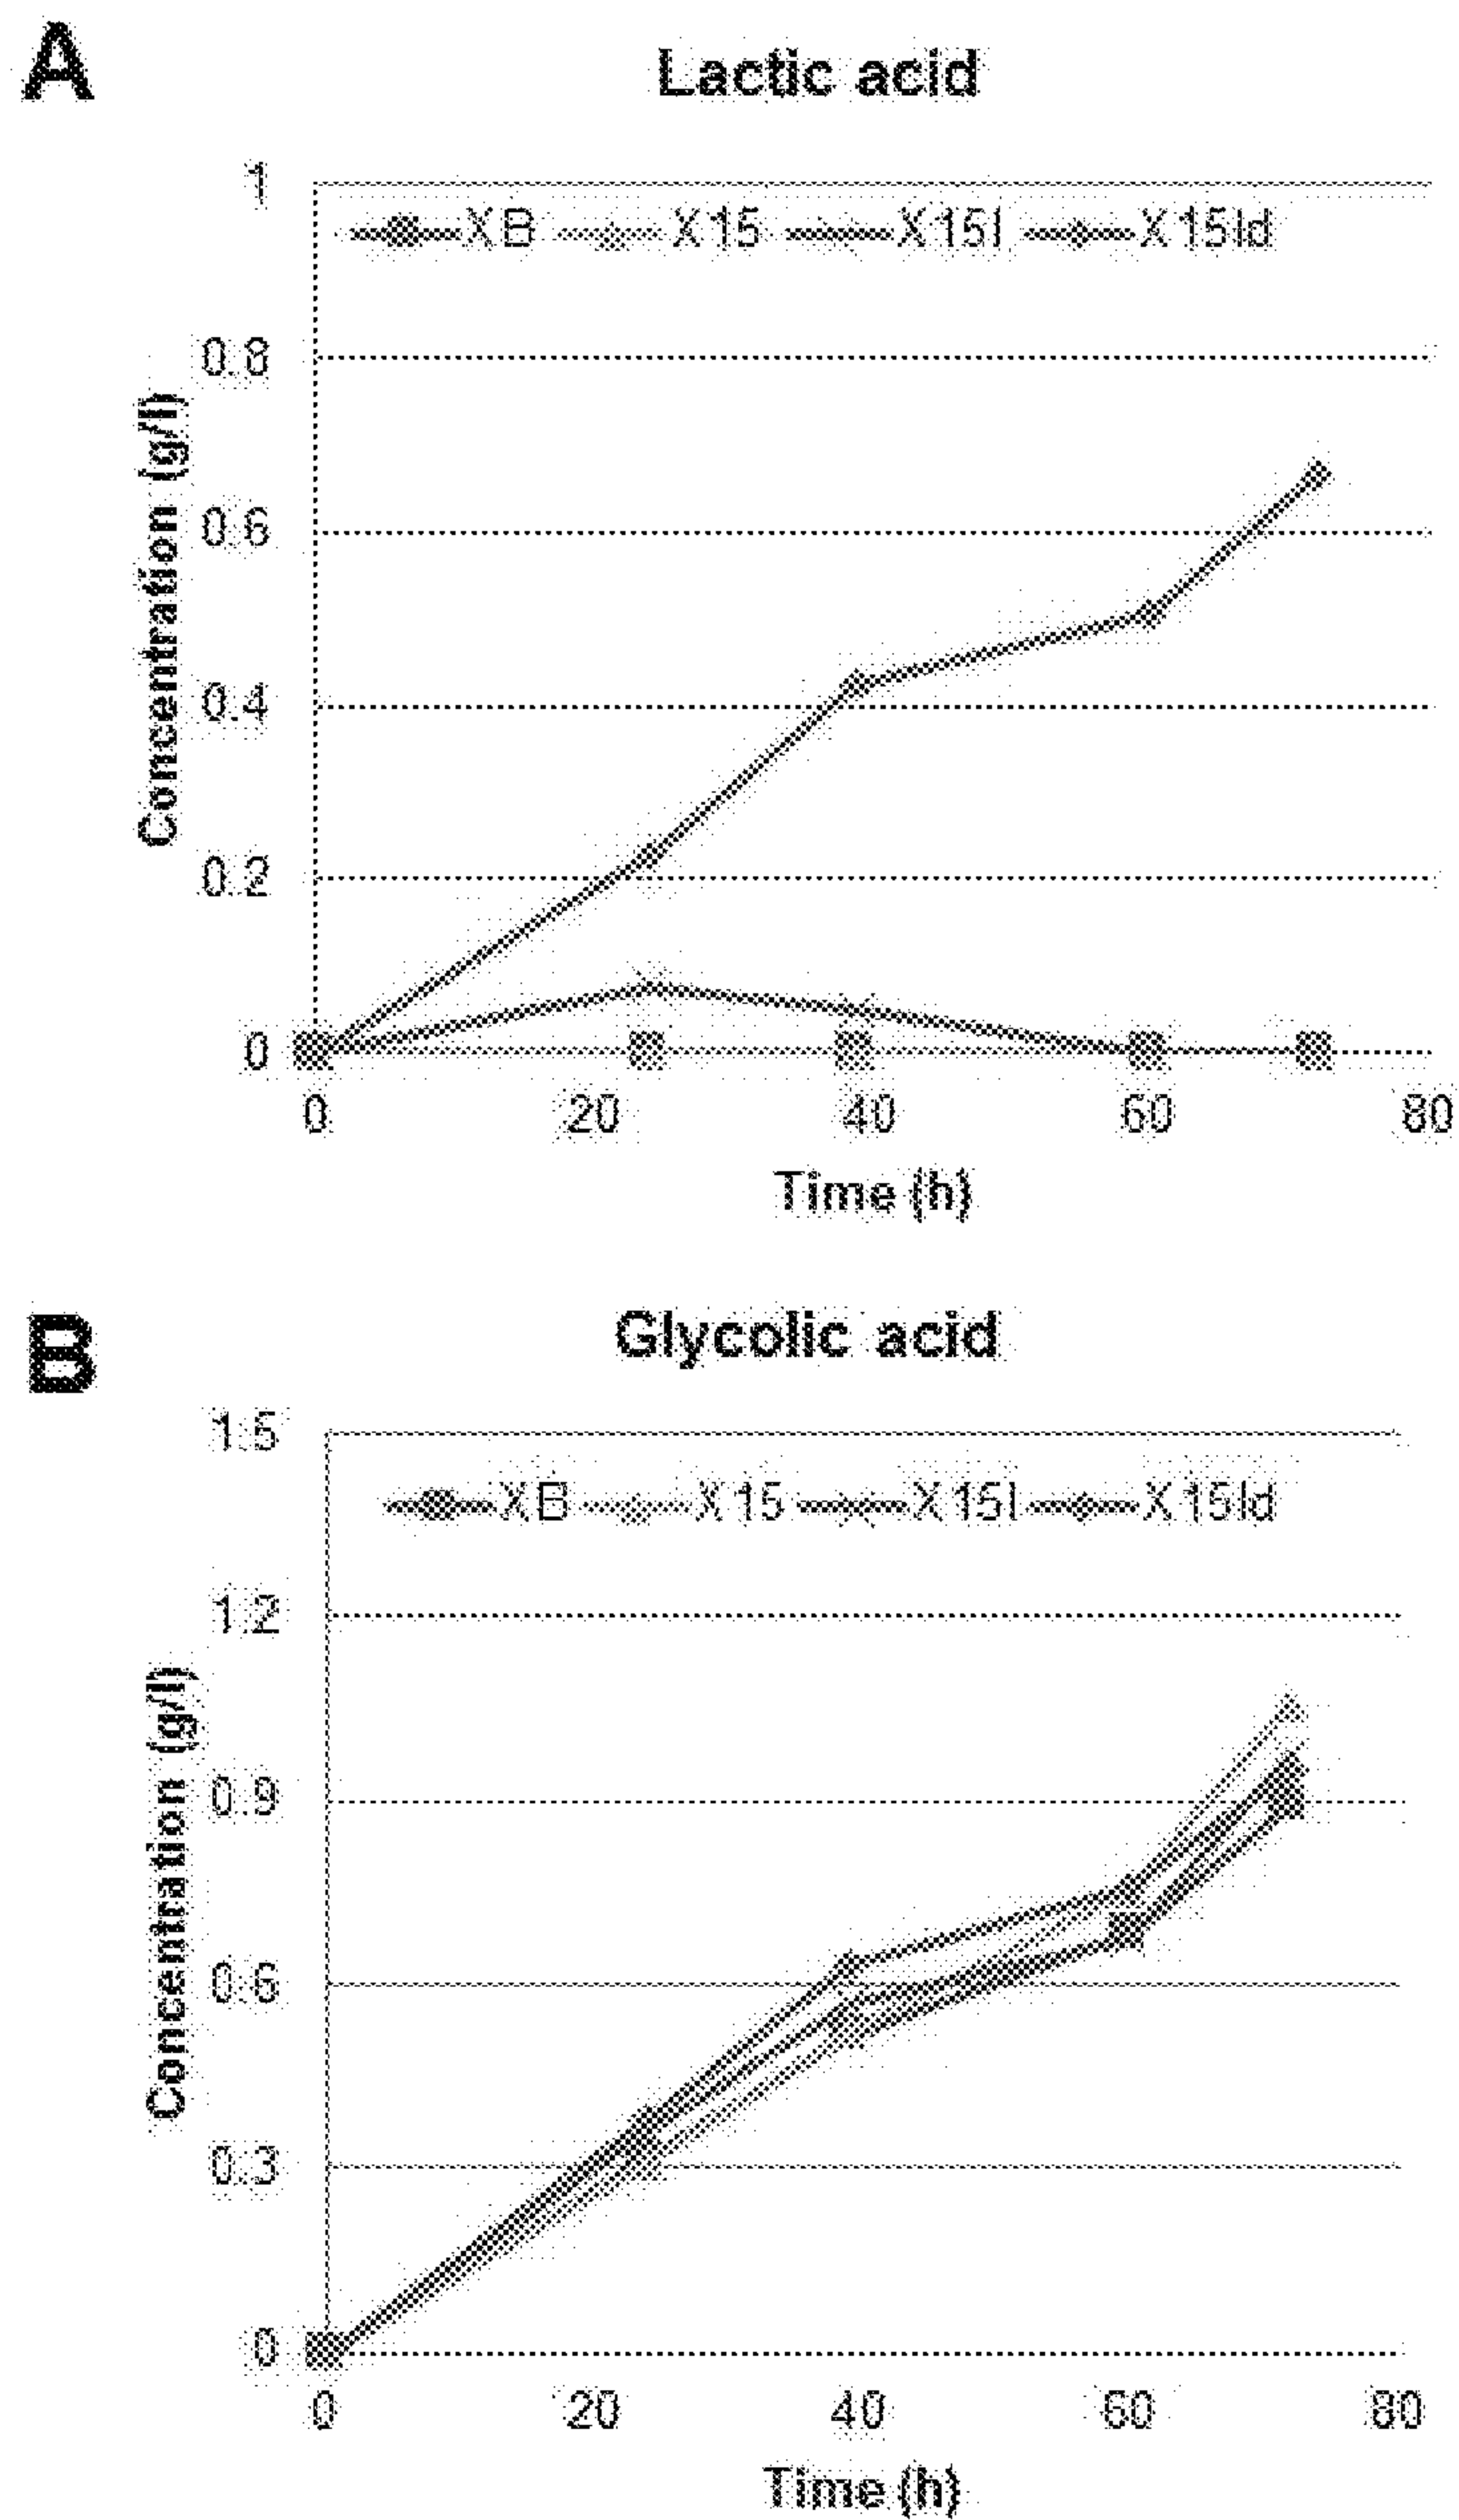 A
Lactic acid
1
XB X15 X15l X15ld
0.8
0.6
0.4
0.2
0
0 20 40 60 80
Concentration (g/l)
Time (h)
B
Glycolic acid
1.5
XB X15 X15l X15ld
1.2
0.9
0.6
0.3
0
0 20 40 60 80
Concentration (g/l)
Time (h)